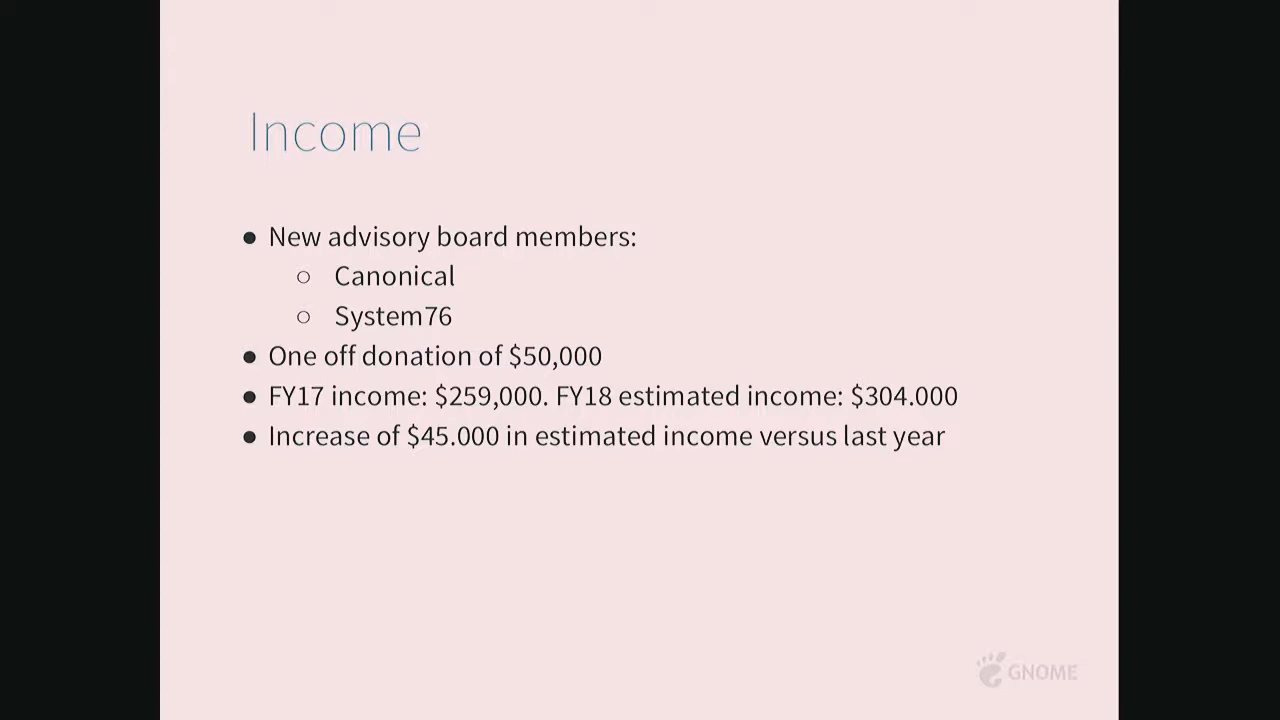 Income
● New advisory board members:
○ Canonical
○ System76
● One off donation of $50,000
● FY17 income: $259,000. FY18 estimated income: $304.000
● Increase of $45.000 in estimated income versus last year
GNOME